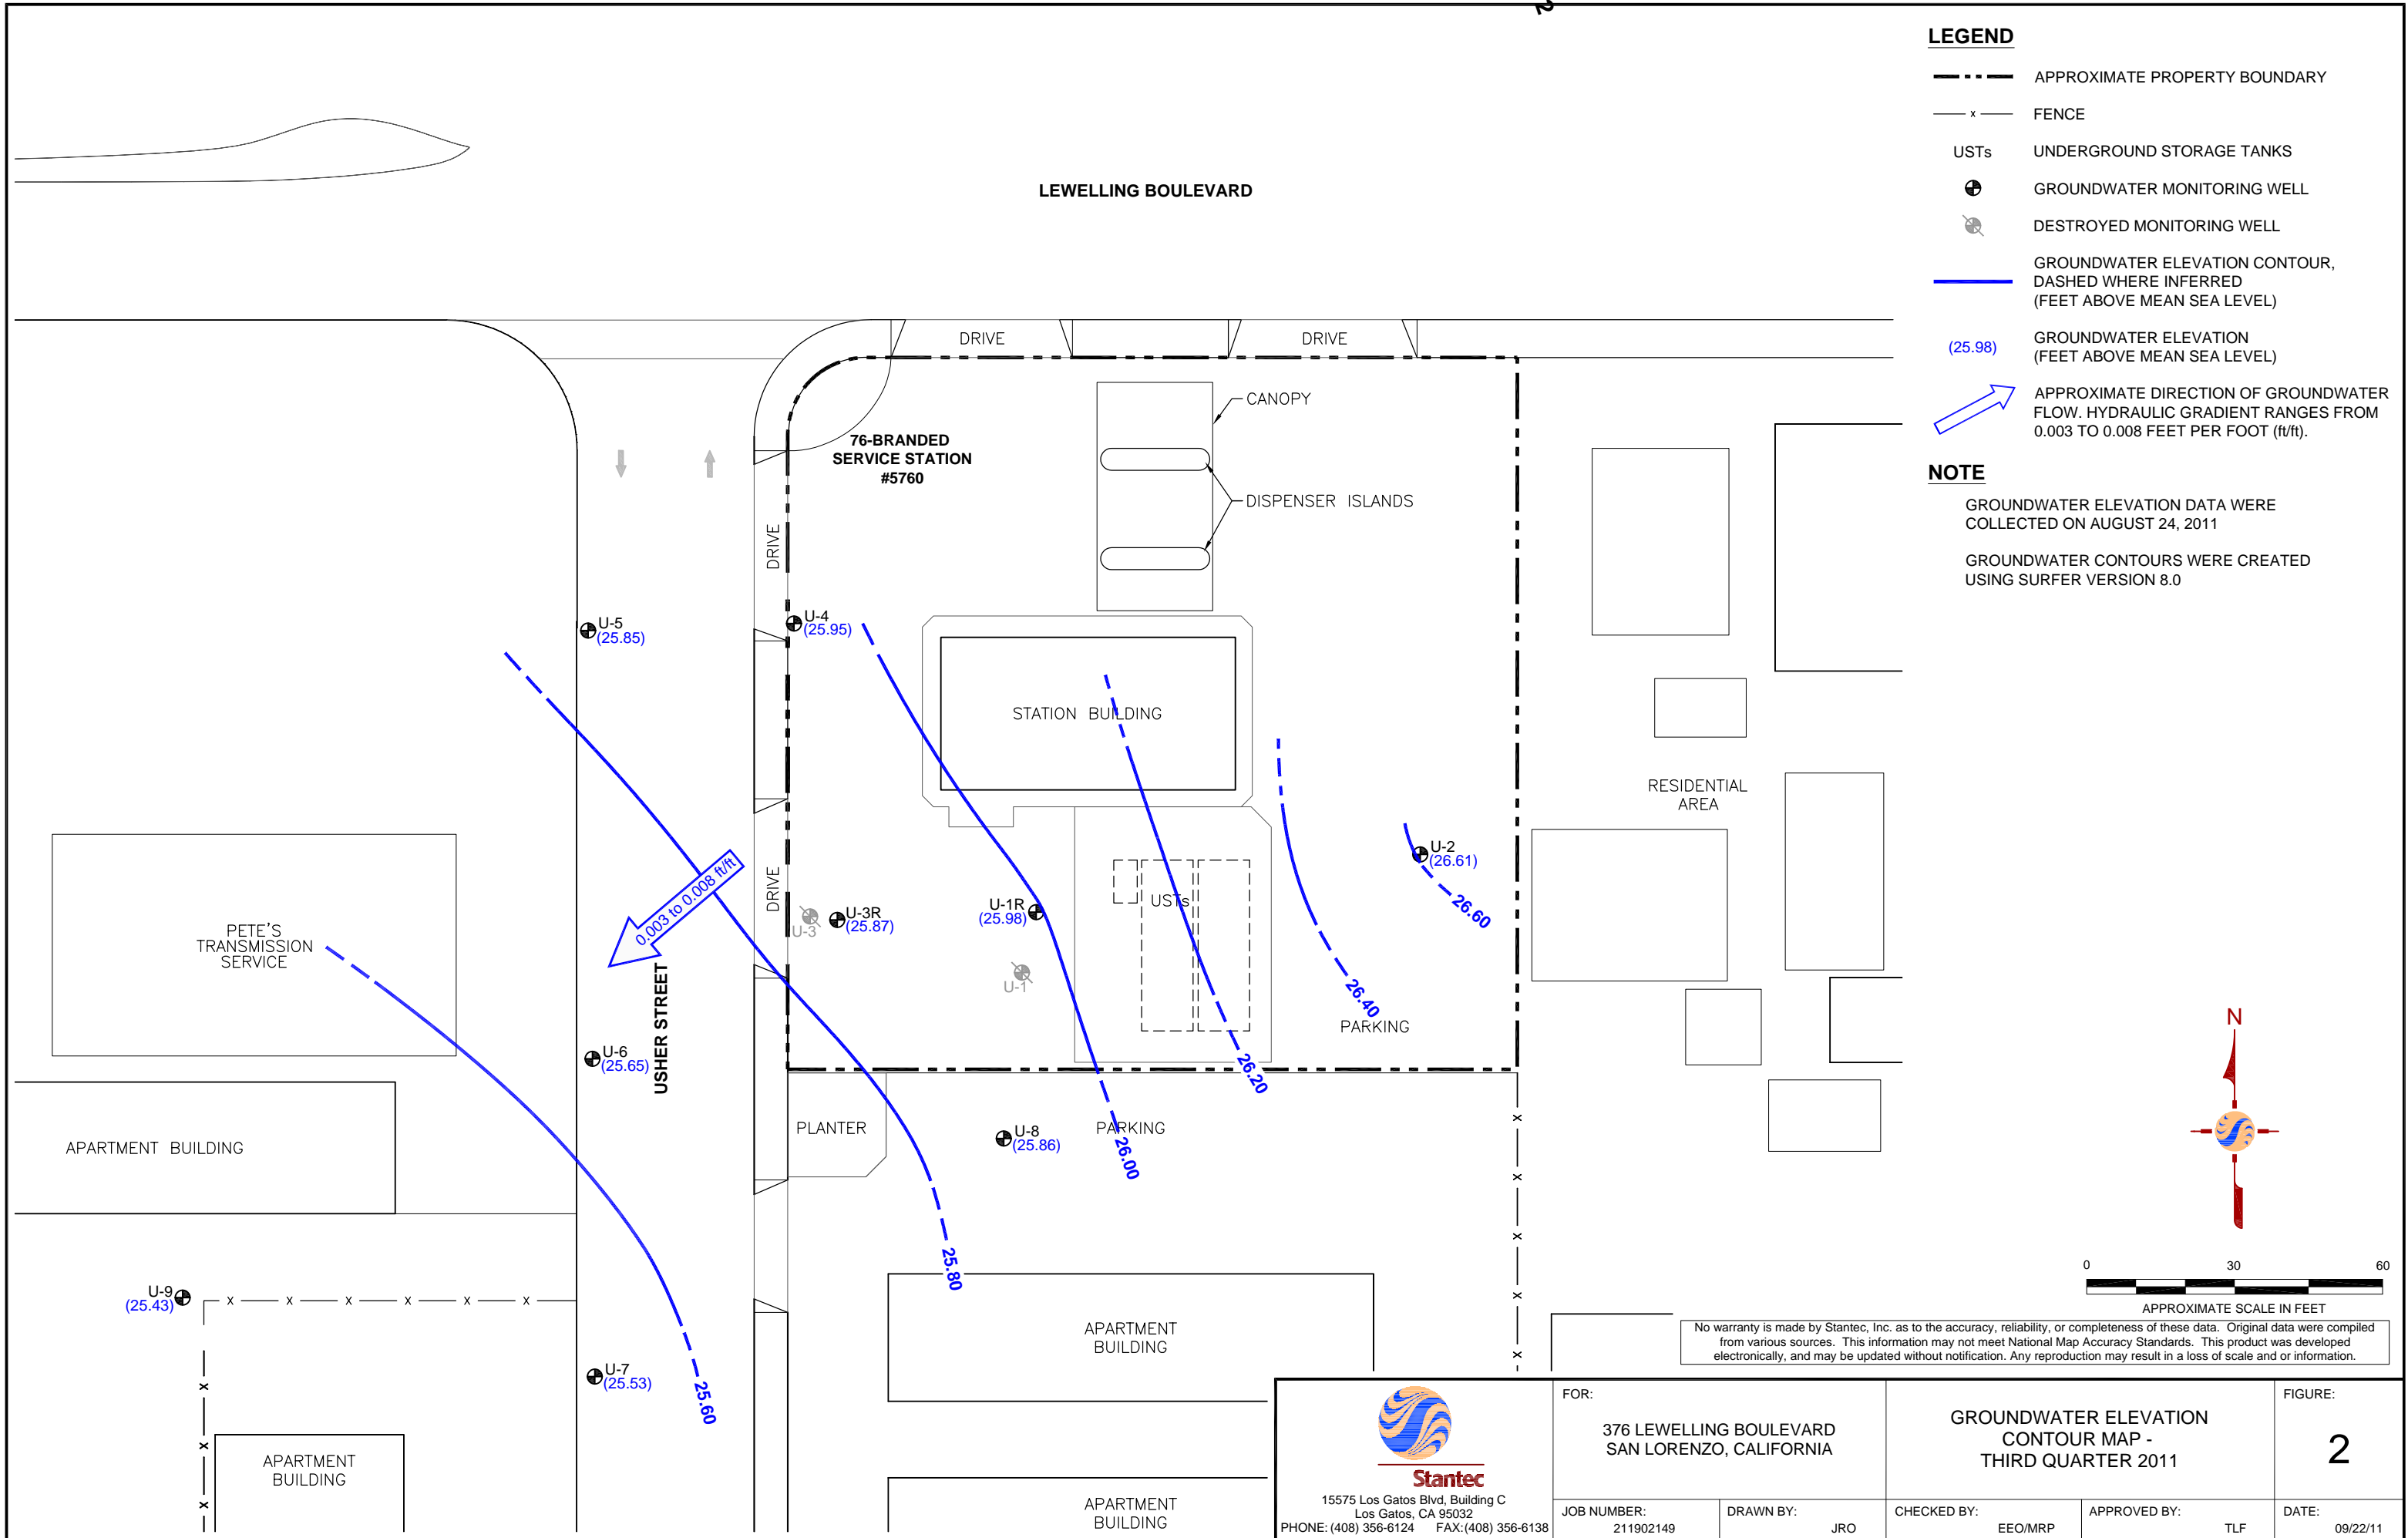 2
LEGEND
APPROXIMATE PROPERTY BOUNDARY
x FENCE
USTs UNDERGROUND STORAGE TANKS
GROUNDWATER MONITORING WELL
DESTROYED MONITORING WELL
GROUNDWATER ELEVATION CONTOUR,
DASHED WHERE INFERRED
(FEET ABOVE MEAN SEA LEVEL)
(25.98) GROUNDWATER ELEVATION
(FEET ABOVE MEAN SEA LEVEL)
APPROXIMATE DIRECTION OF GROUNDWATER
FLOW. HYDRAULIC GRADIENT RANGES FROM
0.003 TO 0.008 FEET PER FOOT (ft/ft).
NOTE
GROUNDWATER ELEVATION DATA WERE
COLLECTED ON AUGUST 24, 2011
GROUNDWATER CONTOURS WERE CREATED
USING SURFER VERSION 8.0
LEWELLING BOULEVARD
DRIVE
DRIVE
CANOPY
76-BRANDED
SERVICE STATION
#5760
DISPENSER ISLANDS
DRIVE
U-5
(25.85)
U-4
(25.95)
STATION BUILDING
RESIDENTIAL
AREA
U-2
(26.61)
26.60
DRIVE
0.003 to 0.008 ft/ft
USTs
U-3R
(25.87)
U-3
U-1R
(25.98)
U-1
PETE'S
TRANSMISSION
SERVICE
26.40
PARKING
USHER STREET
U-6
(25.65)
26.20
N
PLANTER
U-8
(25.86)
PARKING
26.00
APARTMENT BUILDING
25.80
U-9
(25.43)
x x x x x x
x
x
x
x
x
x
x
x
U-7
(25.53)
25.60
APARTMENT
BUILDING
APARTMENT
BUILDING
APARTMENT
BUILDING
0 30 60
APPROXIMATE SCALE IN FEET
No warranty is made by Stantec, Inc. as to the accuracy, reliability, or completeness of these data. Original data were compiled
from various sources. This information may not meet National Map Accuracy Standards. This product was developed
electronically, and may be updated without notification. Any reproduction may result in a loss of scale and or information.
Stantec
15575 Los Gatos Blvd, Building C
Los Gatos, CA 95032
PHONE: (408) 356-6124 FAX:(408) 356-6138
FOR:
376 LEWELLING BOULEVARD
SAN LORENZO, CALIFORNIA
GROUNDWATER ELEVATION
CONTOUR MAP -
THIRD QUARTER 2011
FIGURE:
2
JOB NUMBER:
211902149
DRAWN BY:
JRO
CHECKED BY:
EEO/MRP
APPROVED BY:
TLF
DATE:
09/22/11